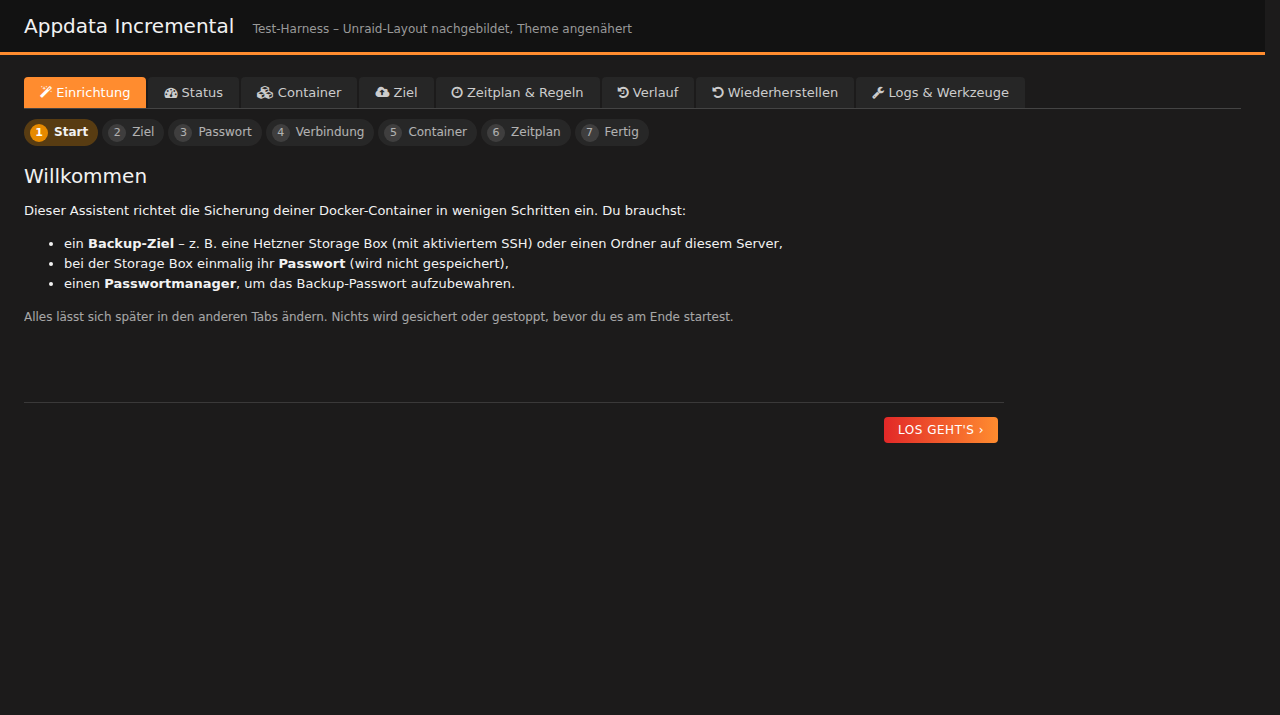 Appdata Incremental Test-Harness – Unraid-Layout nachgebildet, Theme angenähert
Einrichtung Status Container Ziel Zeitplan & Regeln Verlauf Wiederherstellen Logs & Werkzeuge
1 Start 2 Ziel 3 Passwort 4 Verbindung 5 Container 6 Zeitplan 7 Fertig
Willkommen
Dieser Assistent richtet die Sicherung deiner Docker-Container in wenigen Schritten ein. Du brauchst:
• ein Backup-Ziel – z. B. eine Hetzner Storage Box (mit aktiviertem SSH) oder einen Ordner auf diesem Server,
• bei der Storage Box einmalig ihr Passwort (wird nicht gespeichert),
• einen Passwortmanager, um das Backup-Passwort aufzubewahren.
Alles lässt sich später in den anderen Tabs ändern. Nichts wird gesichert oder gestoppt, bevor du es am Ende startest.
LOS GEHT'S ›